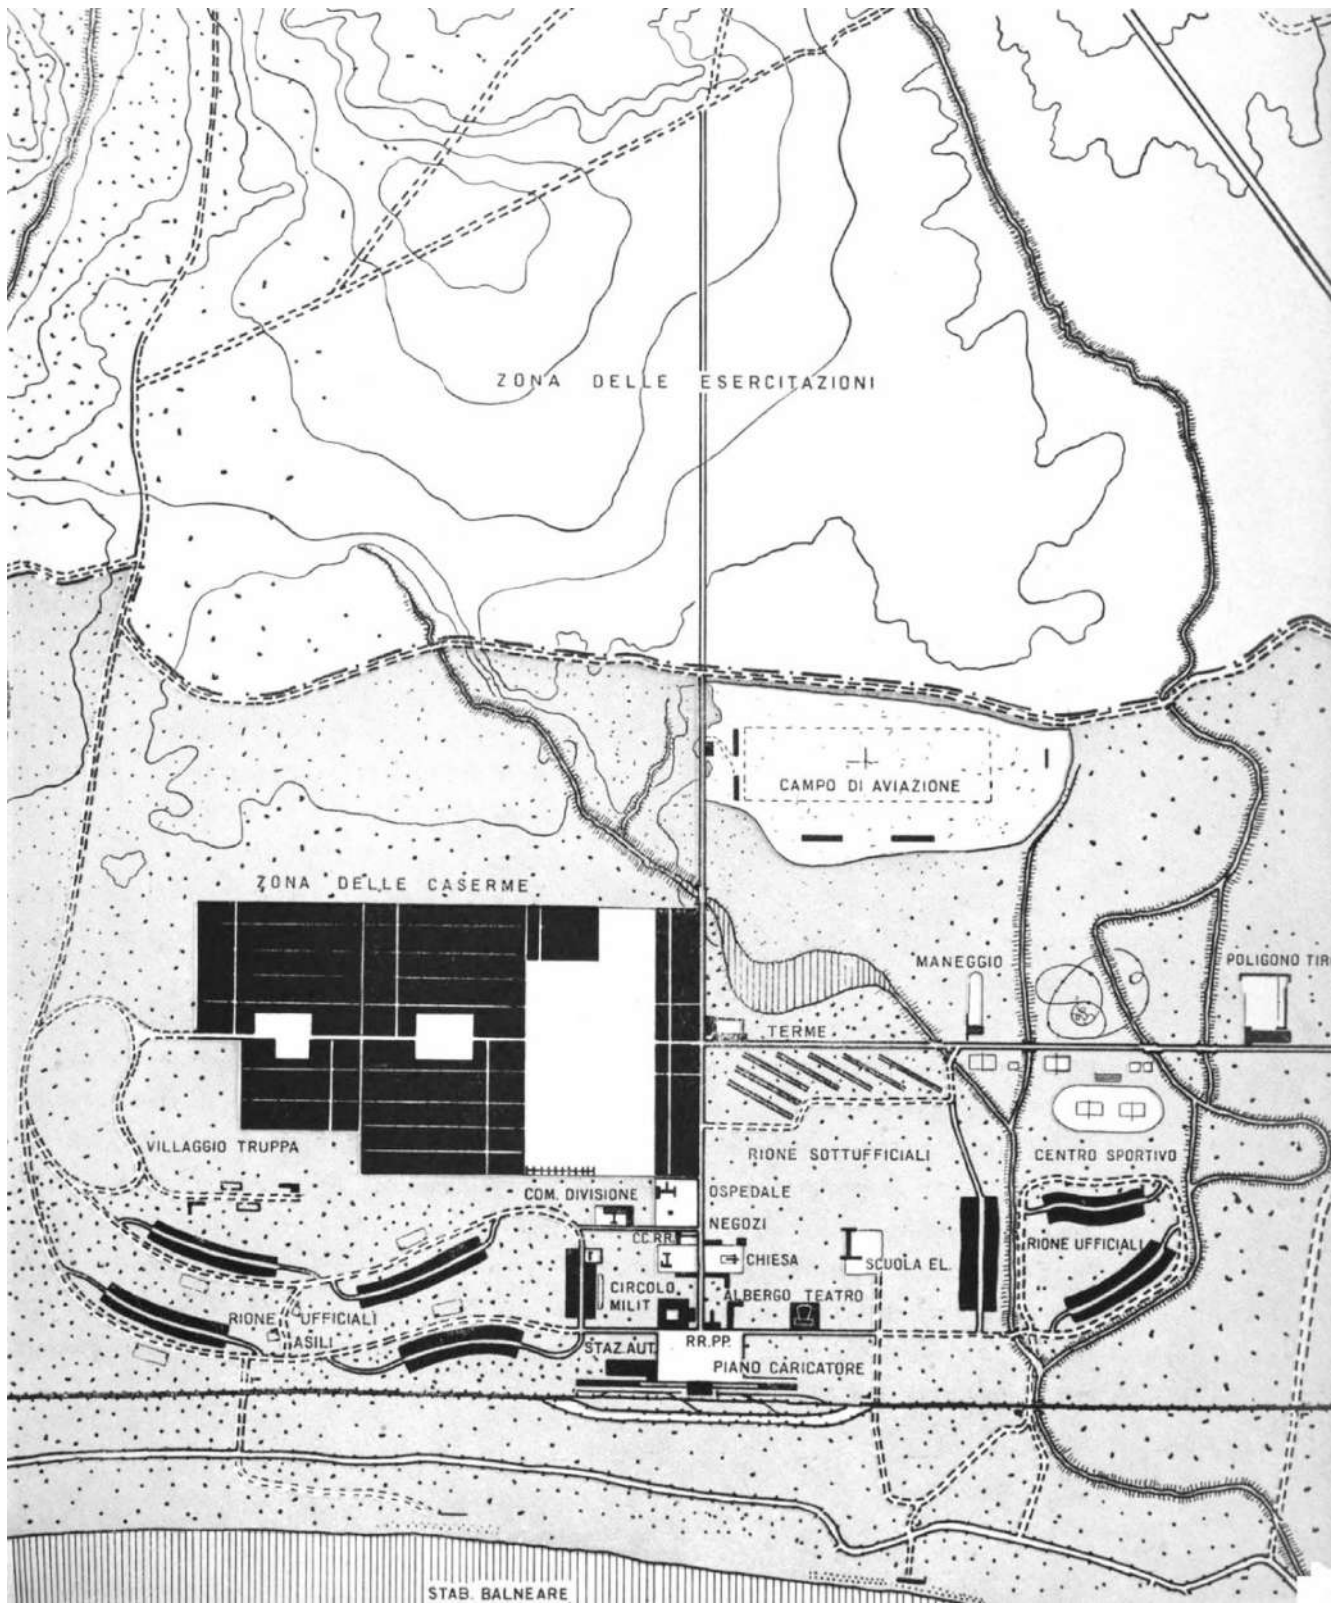 ZONA DELLE ESERCITAZIONI
CAMPO DI AVIAZIONE
ZONA DELLE CASERME
MANEGGIO
POLIGONO TIR
TERME
VILLAGGIO TRUPPA
RIONE SOTTUFFICIALI
CENTRO SPORTIVO
COM. DIVISIONE
OSPEDALE
NEGOZI
CC.RR.
CHIESA
SCUOLA EL.
RIONE UFFICIALI
CIRCOLO
MILIT
ALBERGO TEATRO
RIONE UFFICIALI
ASILI
STAZ.AUT.
RR.PP.
PIANO CARICATORE
STAB. BALNEARE